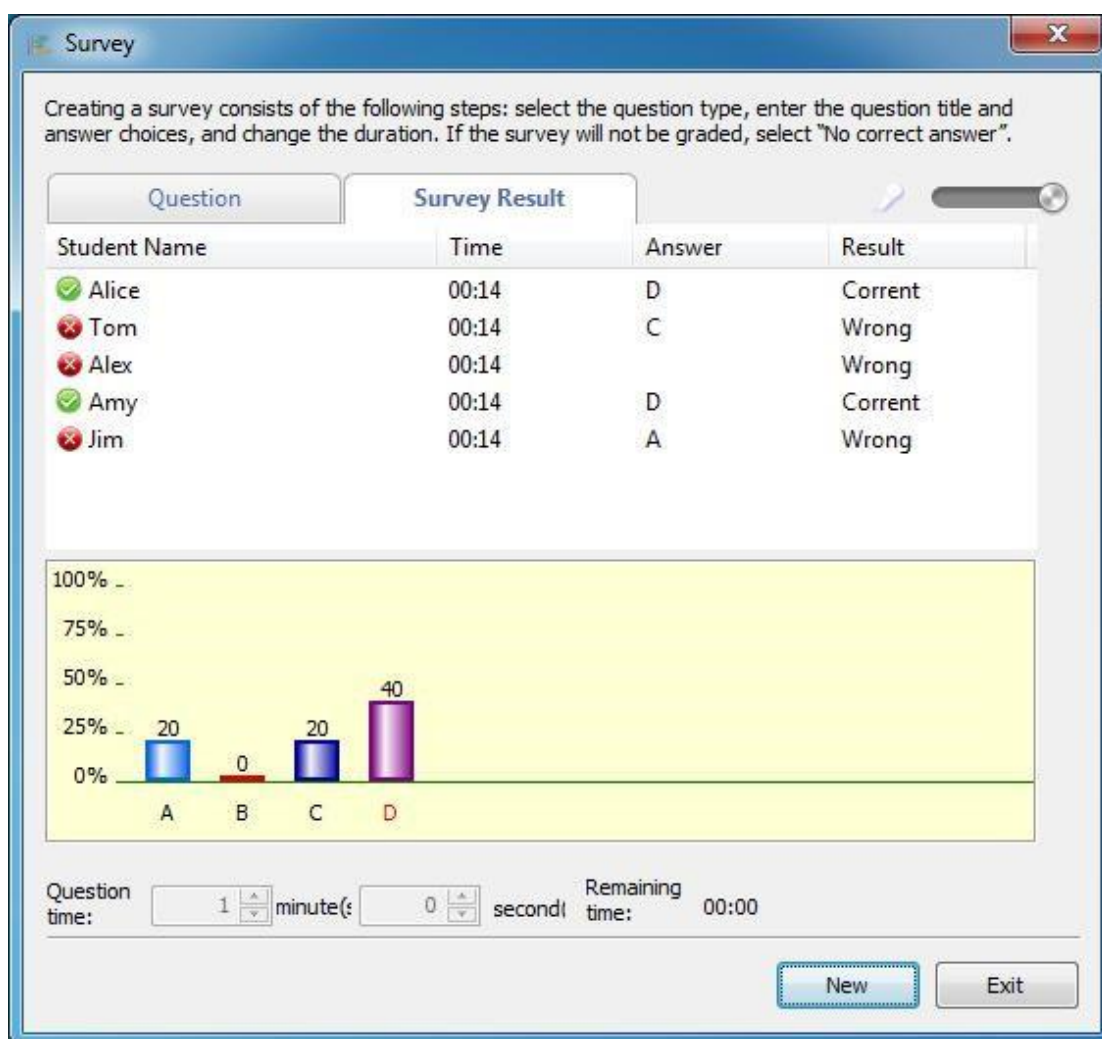 Survey
Creating a survey consists of the following steps: select the question type, enter the question title and
answer choices, and change the duration. If the survey will not be graded, select "No correct answer".
Question Survey Result
Student Name Time Answer Result
Alice 00:14 D Corrent
Tom 00:14 C Wrong
Alex 00:14 Wrong
Amy 00:14 D Corrent
Jim 00:14 A Wrong
100%
75%
50%
40
25% 20 20
0
0%
A B C D
Question time: 1 minute(s 0 second( Remaining time: 00:00
New Exit